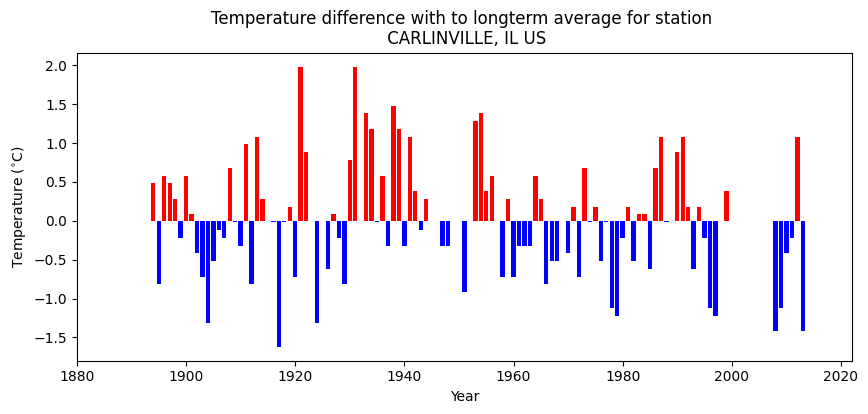 Temperature difference with to longterm average for station
CARLINVILLE, IL US
2.0
1.5
1.0
0.5
0.0
−0.5
−1.0
−1.5
Temperature (°C)
1880 1900 1920 1940 1960 1980 2000 2020
Year